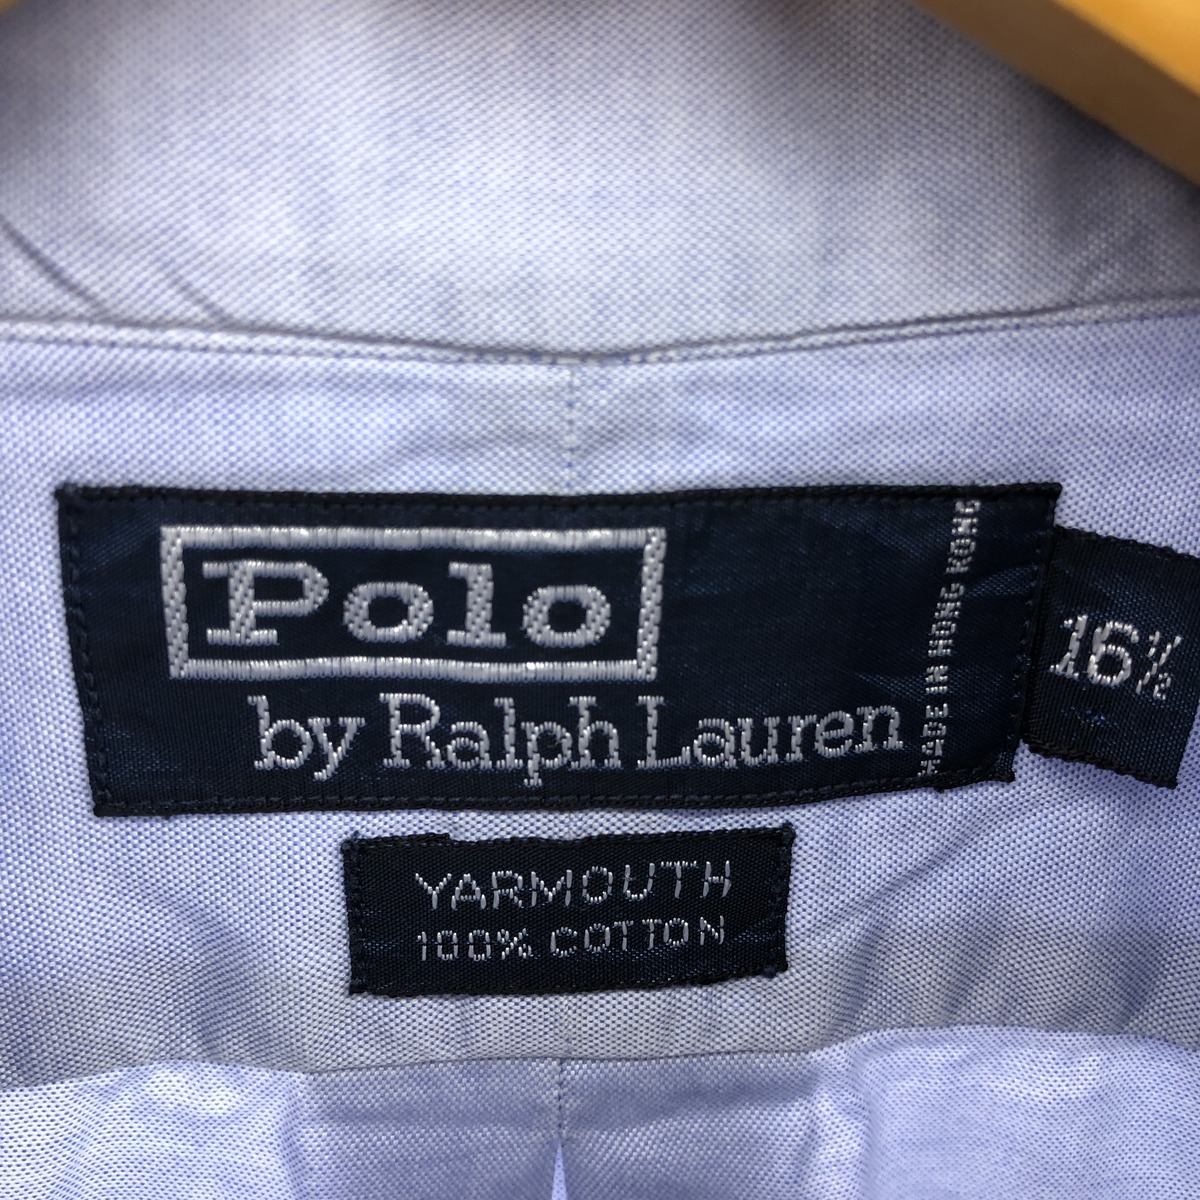 Polo
by Ralph Lauren
MADE IN HONG KONG
16½
YARMOUTH
100% COTTON